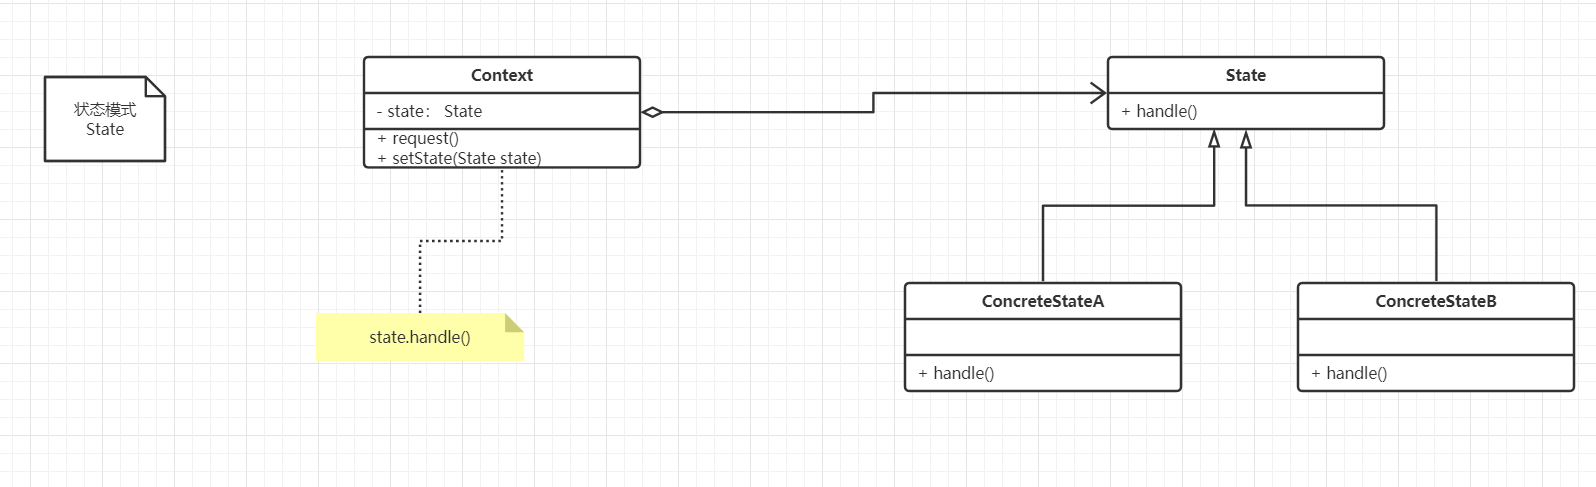 状态模式
State
Context
- state： State
+ request()
+ setState(State state)
state.handle()
State
+ handle()
ConcreteStateA
+ handle()
ConcreteStateB
+ handle()